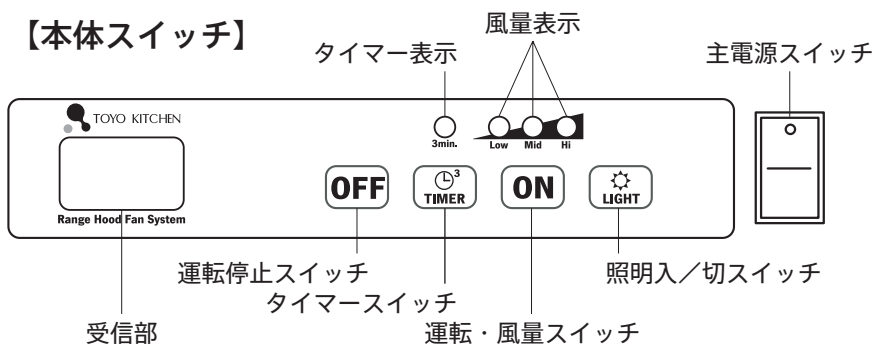 【本体スイッチ】
タイマー表示
風量表示
主電源スイッチ
TOYO KITCHEN
3min.
Low Mid Hi
OFF
3
TIMER
ON
LIGHT
Range Hood Fan System
運転停止スイッチ
照明入／切スイッチ
タイマースイッチ
受信部
運転・風量スイッチ